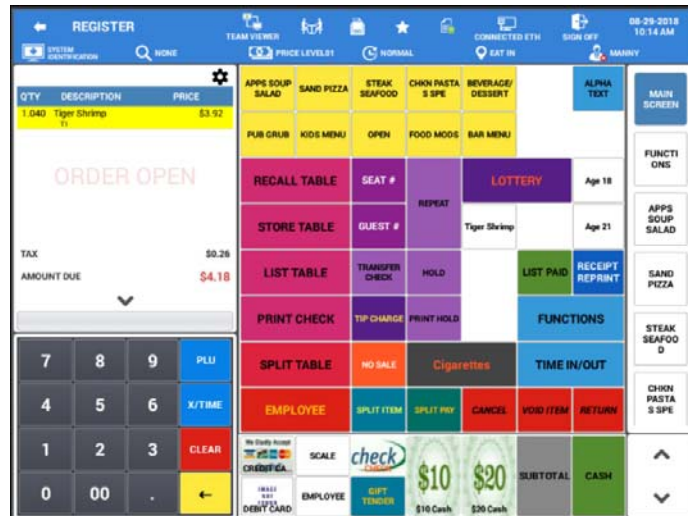 REGISTER
TEAM VIEWER
CONNECTED ETH
SIGN OFF
08-29-2018
10:14 AM
SYSTEM
IDENTIFICATION
NONE
PRICE LEVEL01
NORMAL
EAT IN
MANNY
Q'TY DESCRIPTION PRICE
1.040 Tiger Shrimp $3.92
T1
ORDER OPEN
TAX $0.26
AMOUNT DUE $4.18
7 8 9 PLU
4 5 6 X/TIME
1 2 3 CLEAR
0 00 . ←
APPS SOUP
SALAD
SAND PIZZA
STEAK
SEAFOOD
CHKN PASTA
S SPE
BEVERAGE/
DESSERT
ALPHA
TEXT
PUB GRUB
KIDS MENU
OPEN
FOOD MODS
BAR MENU
RECALL TABLE
SEAT #
REPEAT
LOTTERY
Age 18
STORE TABLE
GUEST #
Tiger Shrimp
Age 21
LIST TABLE
TRANSFER
CHECK
HOLD
LIST PAID
RECEIPT
REPRINT
PRINT CHECK
TIP CHARGE
PRINT HOLD
FUNCTIONS
SPLIT TABLE
NO SALE
Cigarettes
TIME IN/OUT
EMPLOYEE
SPLIT ITEM
SPLIT PAY
CANCEL
VOID ITEM
RETURN
We Gladly Accept
CREDIT CA...
SCALE
check
$10
$10 Cash
$20
$20 Cash
SUBTOTAL
CASH
IMAGE
NOT
FOUND
DEBIT CARD
EMPLOYEE
GIFT
TENDER
MAIN
SCREEN
FUNCTI
ONS
APPS
SOUP
SALAD
SAND
PIZZA
STEAK
SEAFOO
D
CHKN
PASTA
S SPE